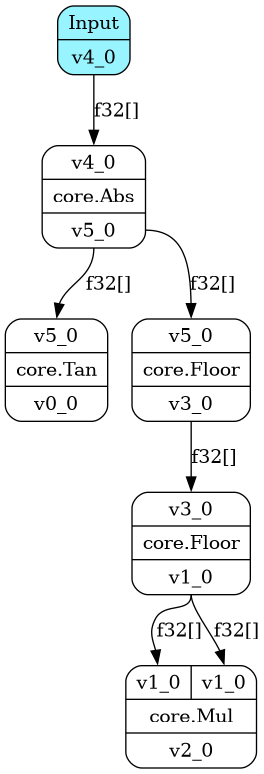 Input
v4_0
f32[]
v4_0
core.Abs
v5_0
f32[] f32[]
v5_0 v5_0
core.Tan core.Floor
v0_0 v3_0
f32[]
v3_0
core.Floor
v1_0
f32[] f32[]
v1_0 v1_0
core.Mul
v2_0